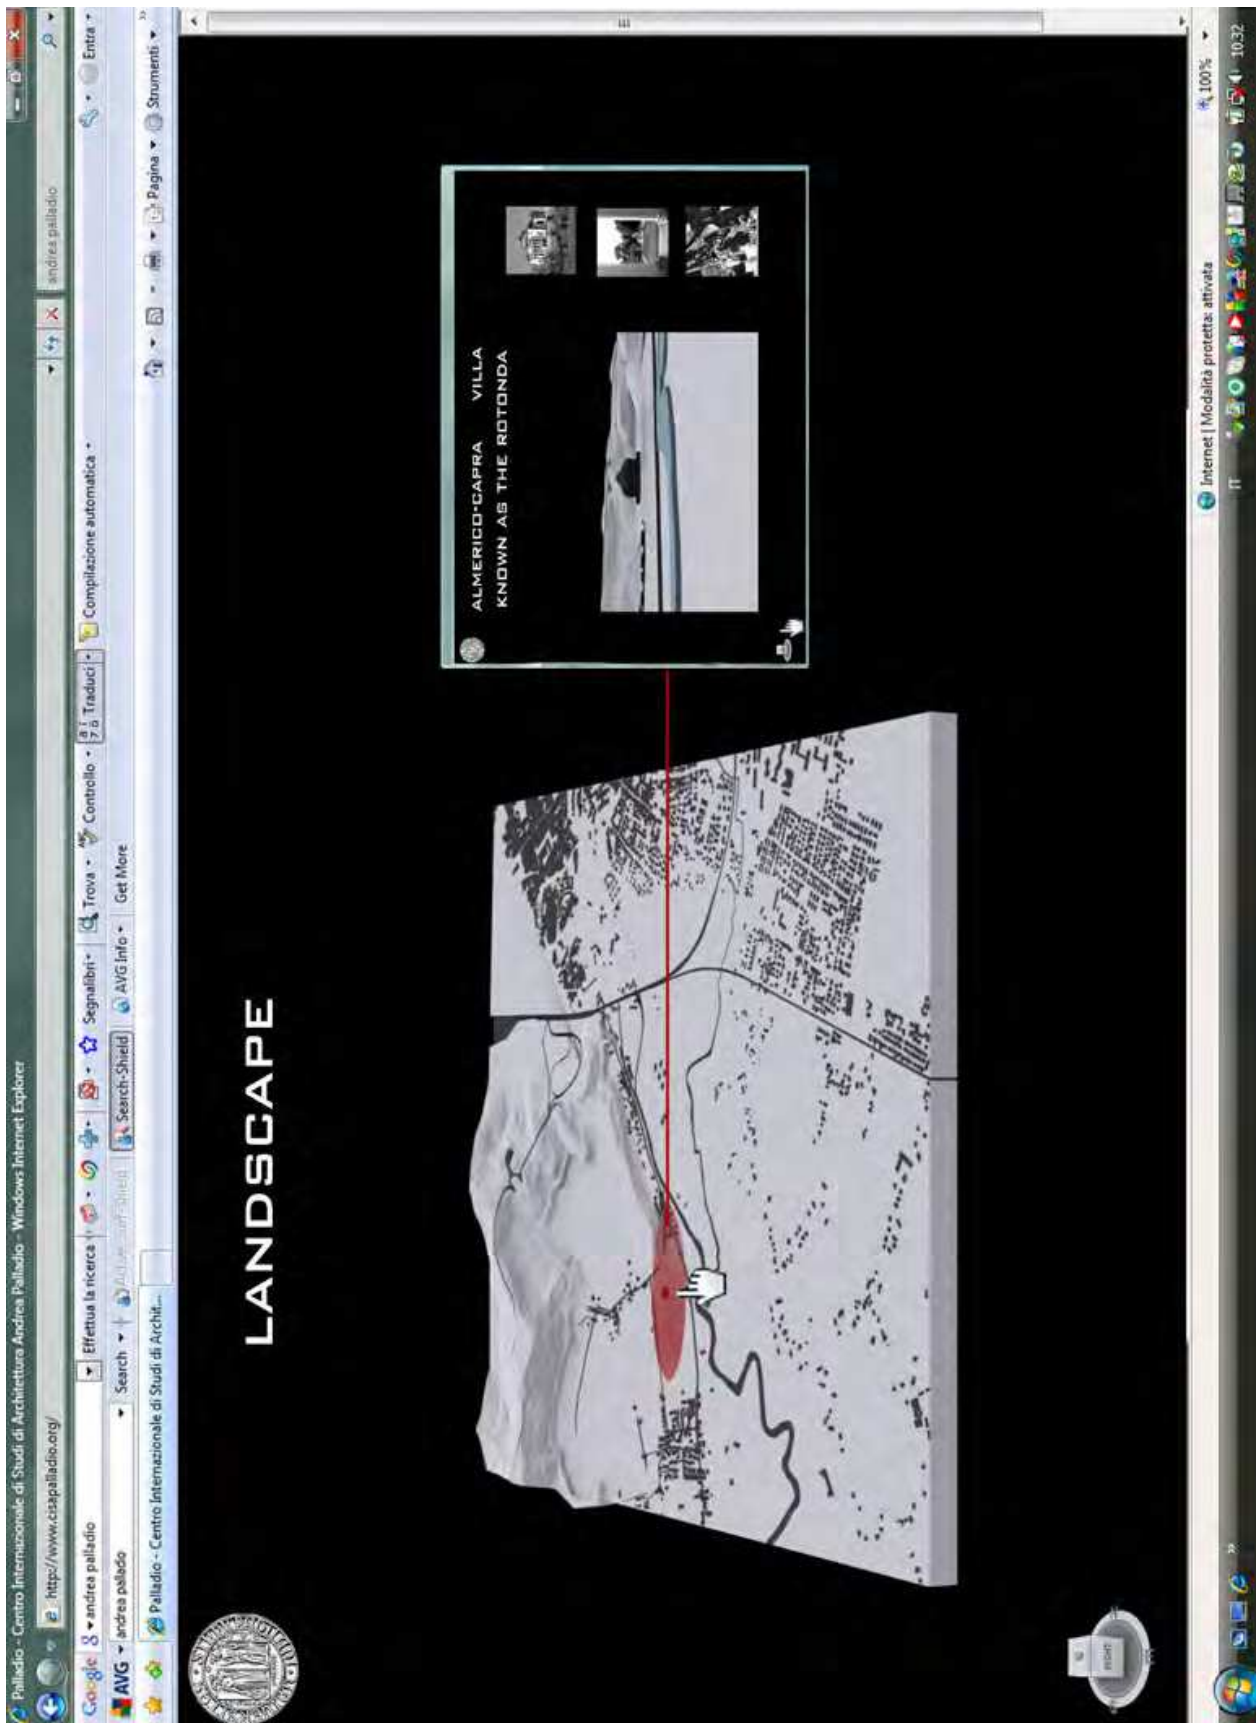 Palladio - Centro Internazionale di Studi di Architettura Andrea Palladio - Windows Internet Explorer
http://www.cisapalladio.org/
andrea palladio
Google
andrea palladio
Effettua la ricerca
Segnalibri
Trova
Controllo
Traduci
Compilazione automatica
Entra
AVG
andrea palladio
Search
Search-Shield
AVG Info
Get More
Palladio - Centro Internazionale di Studi di Archit...
Pagina
Strumenti
LANDSCAPE
ALMERICO-CAPRA VILLA
KNOWN AS THE ROTONDA
RIGHT
Internet | Modalità protetta: attivata
100%
IT
10.32